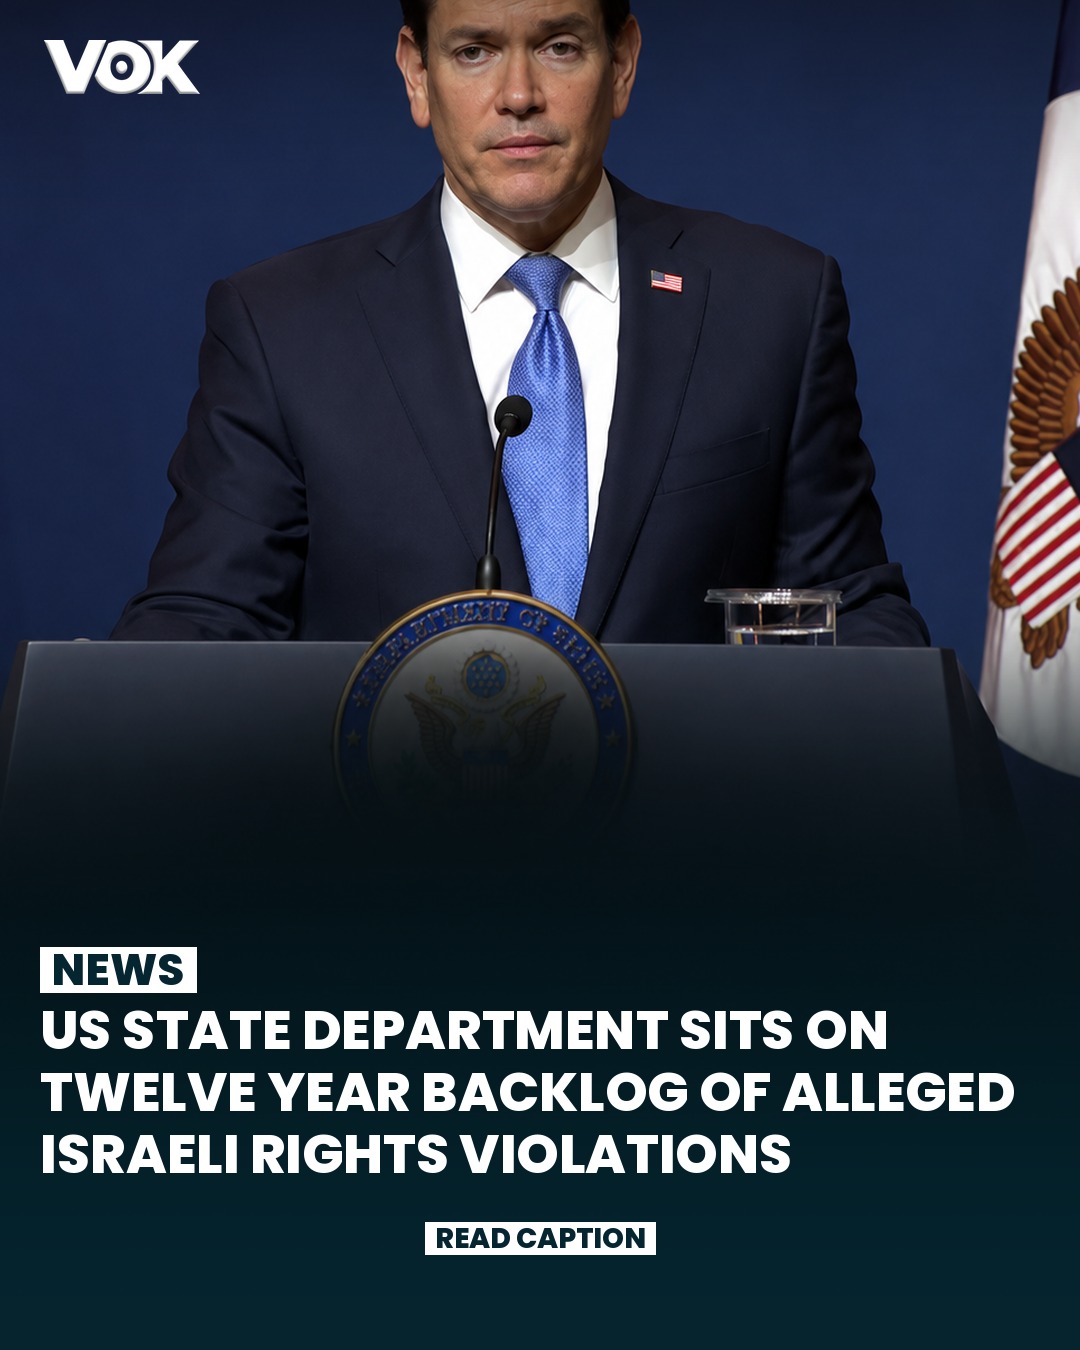 VOK
NEWS
US STATE DEPARTMENT SITS ON
TWELVE YEAR BACKLOG OF ALLEGED
ISRAELI RIGHTS VIOLATIONS
READ CAPTION